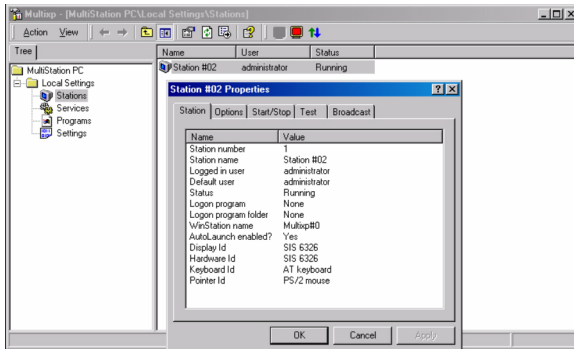 Multixp - [MultiStation PC\Local Settings\Stations]
Action View
Tree
MultiStation PC
Local Settings
Stations
Services
Programs
Settings
Name User Status
Station #02 administrator Running
Station #02 Properties
Station Options Start/Stop Test Broadcast
Name Value
Station number 1
Station name Station #02
Logged in user administrator
Default user administrator
Status Running
Logon program None
Logon program folder None
WinStation name Multixp#0
AutoLaunch enabled? Yes
Display Id SIS 6326
Hardware Id SIS 6326
Keyboard Id AT keyboard
Pointer Id PS/2 mouse
OK Cancel Apply